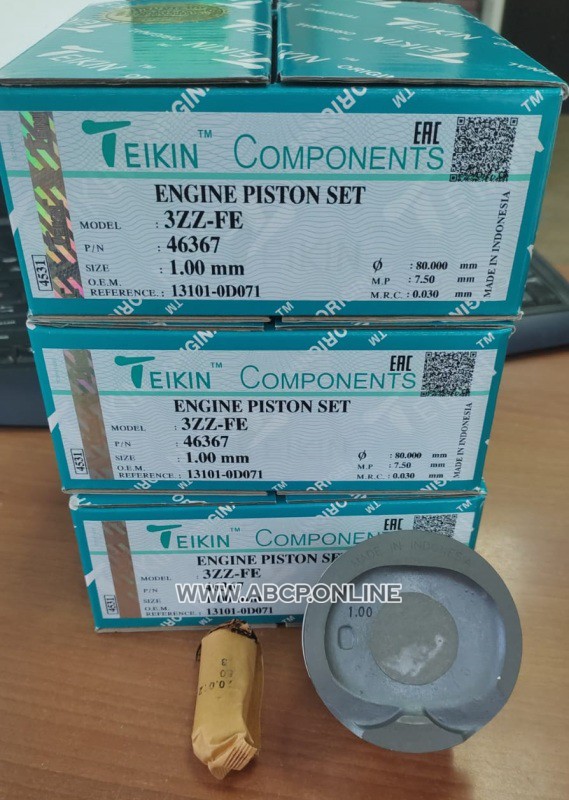 TEIKIN™ COMPONENTS
EAC
ENGINE PISTON SET
MODEL : 3ZZ-FE
P/N : 46367
SIZE : 1.00 mm
O.E.M.
REFERENCE : 13101-0D071
Ø : 80.000 mm
M.P : 7.50 mm
M.R.C. : 0.030 mm
MADE IN INDONESIA
4531
TEIKIN™ COMPONENTS
EAC
ENGINE PISTON SET
MODEL : 3ZZ-FE
P/N : 46367
SIZE : 1.00 mm
O.E.M.
REFERENCE : 13101-0D071
Ø : 80.000 mm
M.P : 7.50 mm
M.R.C. : 0.030 mm
MADE IN INDONESIA
4531
TEIKIN™ COMPONENTS
EAC
ENGINE PISTON SET
MODEL : 3ZZ-FE
P/N
SIZE
O.E.M.
REFERENCE : 13101-0D071
4531
WWW.ABCP.ONLINE
MADE IN
1.00